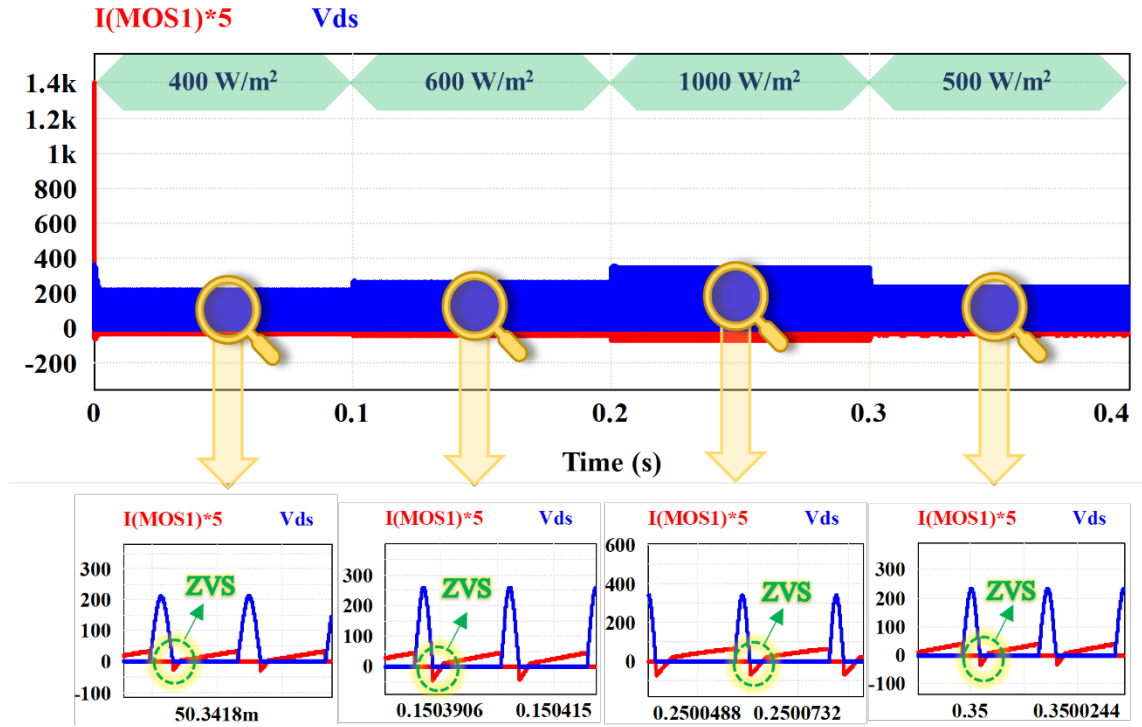 I(MOS1)*5 Vds
400 W/m² 600 W/m² 1000 W/m² 500 W/m²
1.4k
1.2k
1k
800
600
400
200
0
-200
0 0.1 0.2 0.3 0.4
Time (s)
I(MOS1)*5 Vds
300
200
100
0
-100
ZVS
50.3418m
I(MOS1)*5 Vds
300
200
100
0
ZVS
0.1503906 0.150415
I(MOS1)*5 Vds
600
400
200
0
ZVS
0.2500488 0.2500732
I(MOS1)*5 Vds
300
200
100
0
-100
ZVS
0.35 0.3500244